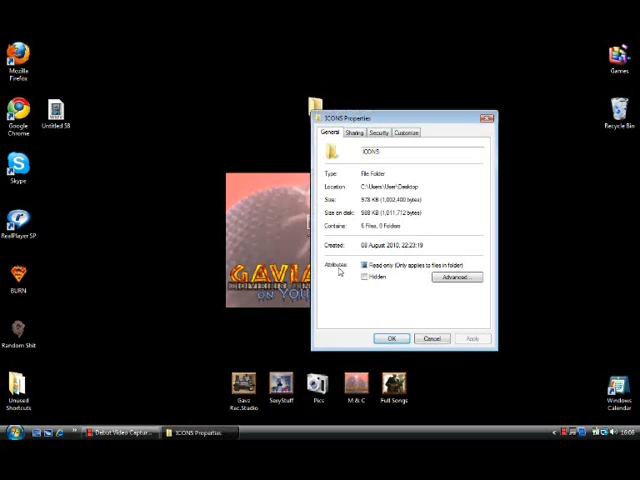 Mozilla
Firefox
Google
Chrome
Untitled 58
Skype
RealPlayer SP
BURN
Random Shit
Unused
Shortcuts
Games
Recycle Bin
Windows
Calendar
ICONS Properties
General
Sharing
Security
Customize
ICONS
Type: File Folder
Location: C:\Users\User\Desktop
Size: 978 KB (1,002,400 bytes)
Size on disk: 988 KB (1,011,712 bytes)
Contains: 6 Files, 0 Folders
Created: 08 August 2010, 22:23:19
Attributes: Read-only (Only applies to files in folder)
Hidden
Advanced...
OK
Cancel
Apply
GAVIA
ON YOU
Gavz
Rec.Studio
SexyStuff
Pics
M & C
Full Songs
Debut Video Captur...
ICONS Properties
16:06